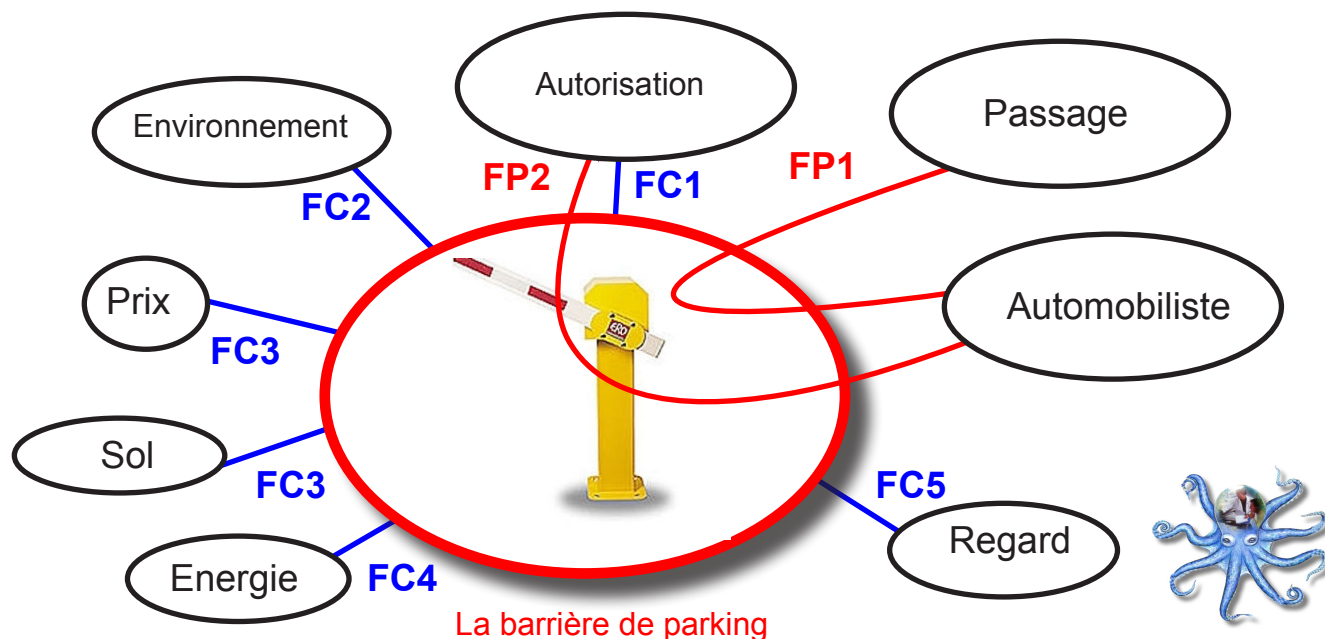 Autorisation
Passage
Environnement
FP2
FC1
FP1
FC2
Prix
Automobiliste
FC3
ERO
Sol
FC3
FC5
Regard
Energie
FC4
La barrière de parking